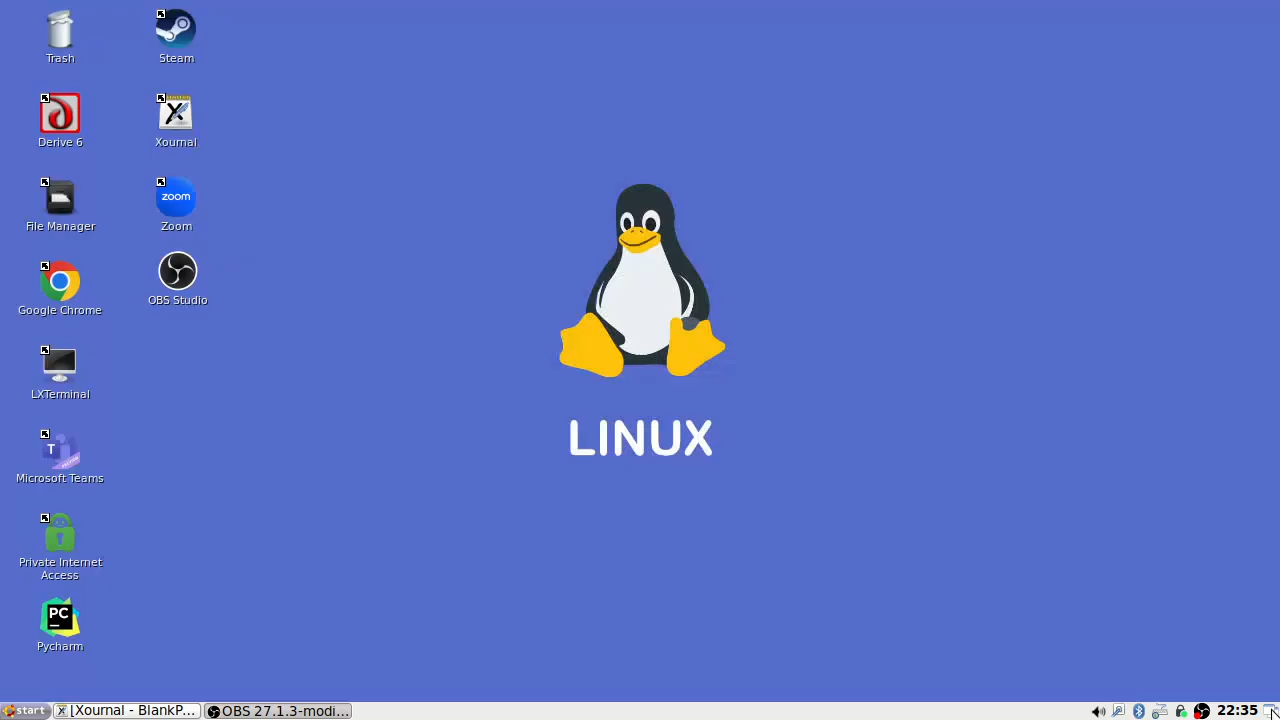 Trash
Steam
Derive 6
Xournal
File Manager
zoom
Zoom
Google Chrome
OBS Studio
LXTerminal
T
Microsoft Teams
Private Internet
Access
PC
Pycharm
LINUX
start
[Xournal - BlankP...
OBS 27.1.3-modi...
22:35